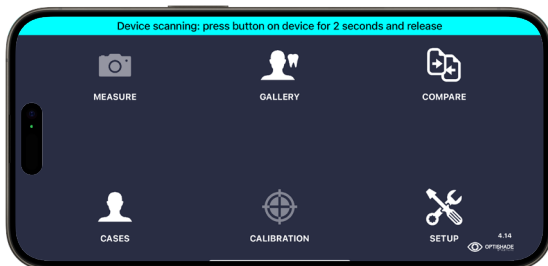 Device scanning: press button on device for 2 seconds and release
MEASURE
GALLERY
COMPARE
CASES
CALIBRATION
SETUP
4.14
OPTISHADE